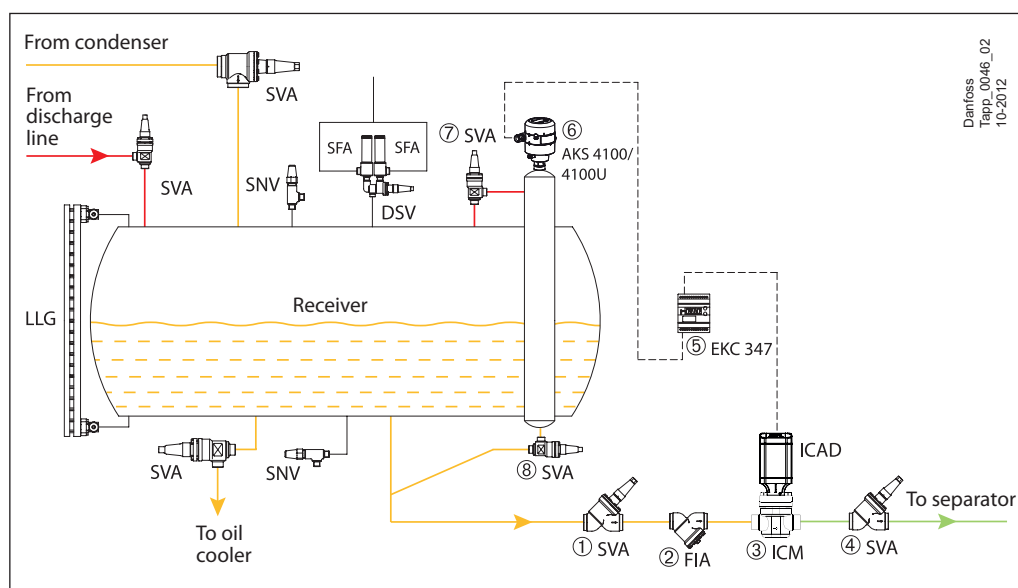 From condenser
SVA
From
discharge
line
SVA
SNV
SFA
SFA
DSV
⑦ SVA
⑥
AKS 4100/
4100U
Danfoss
Tapp_0046_02
10-2012
LLG
Receiver
⑤ EKC 347
SVA
SNV
⑧ SVA
ICAD
To oil
cooler
① SVA
② FIA
③ ICM
④ SVA
To separator